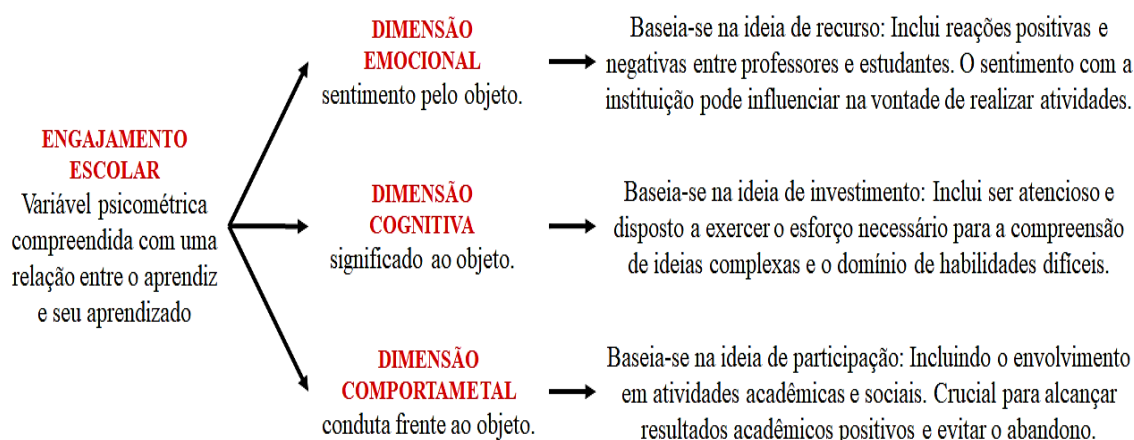 ENGAJAMENTO
ESCOLAR
Variável psicométrica
compreendida com uma
relação entre o aprendiz
e seu aprendizado
DIMENSÃO
EMOCIONAL
sentimento pelo objeto.
Baseia-se na ideia de recurso: Inclui reações positivas e
negativas entre professores e estudantes. O sentimento com a
instituição pode influenciar na vontade de realizar atividades.
DIMENSÃO
COGNITIVA
significado ao objeto.
Baseia-se na ideia de investimento: Inclui ser atencioso e
disposto a exercer o esforço necessário para a compreensão
de ideias complexas e o domínio de habilidades difíceis.
DIMENSÃO
COMPORTAMETAL
conduta frente ao objeto.
Baseia-se na ideia de participação: Incluindo o envolvimento
em atividades acadêmicas e sociais. Crucial para alcançar
resultados acadêmicos positivos e evitar o abandono.